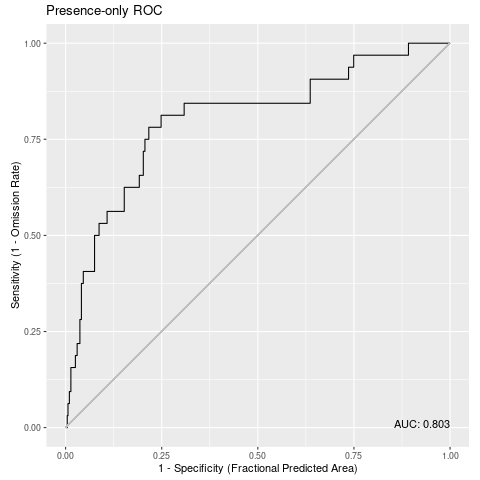 Presence-only ROC
Sensitivity (1 - Omission Rate)
1.00
0.75
0.50
0.25
0.00
AUC: 0.803
0.00 0.25 0.50 0.75 1.00
1 - Specificity (Fractional Predicted Area)